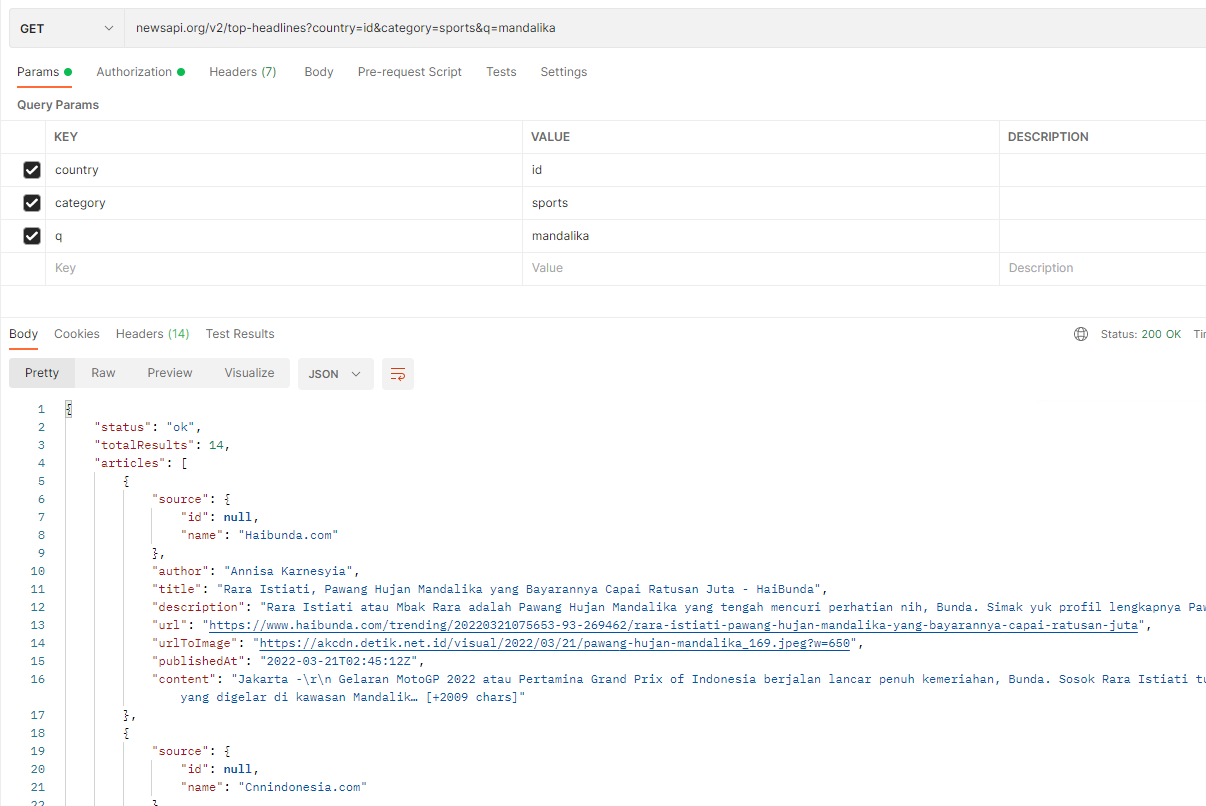 GET newsapi.org/v2/top-headlines?country=id&category=sports&q=mandalika
Params Authorization Headers (7) Body Pre-request Script Tests Settings
Query Params
KEY VALUE DESCRIPTION
country id
category sports
q mandalika
Key Value Description
Body Cookies Headers (14) Test Results Status: 200 OK
Pretty Raw Preview Visualize JSON
1 {
2 "status": "ok",
3 "totalResults": 14,
4 "articles": [
5 {
6 "source": {
7 "id": null,
8 "name": "Haibunda.com"
9 },
10 "author": "Annisa Karnesyia",
11 "title": "Rara Istiati, Pawang Hujan Mandalika yang Bayarannya Capai Ratusan Juta - HaiBunda",
12 "description": "Rara Istiati atau Mbak Rara adalah Pawang Hujan Mandalika yang tengah mencuri perhatian nih, Bunda. Simak yuk profil lengkapnya
13 "url": "https://www.haibunda.com/trending/20220321075653-93-269462/rara-istiati-pawang-hujan-mandalika-yang-bayarannya-capai-ratusan-juta",
14 "urlToImage": "https://akcdn.detik.net.id/visual/2022/03/21/pawang-hujan-mandalika_169.jpeg?w=650",
15 "publishedAt": "2022-03-21T02:45:12Z",
16 "content": "Jakarta -\r\n Gelaran MotoGP 2022 atau Pertamina Grand Prix of Indonesia berjalan lancar penuh kemeriahan, Bunda. Sosok Rara Istiati
yang digelar di kawasan Mandalik… [+2009 chars]"
17 },
18 {
19 "source": {
20 "id": null,
21 "name": "Cnnindonesia.com"
22 }